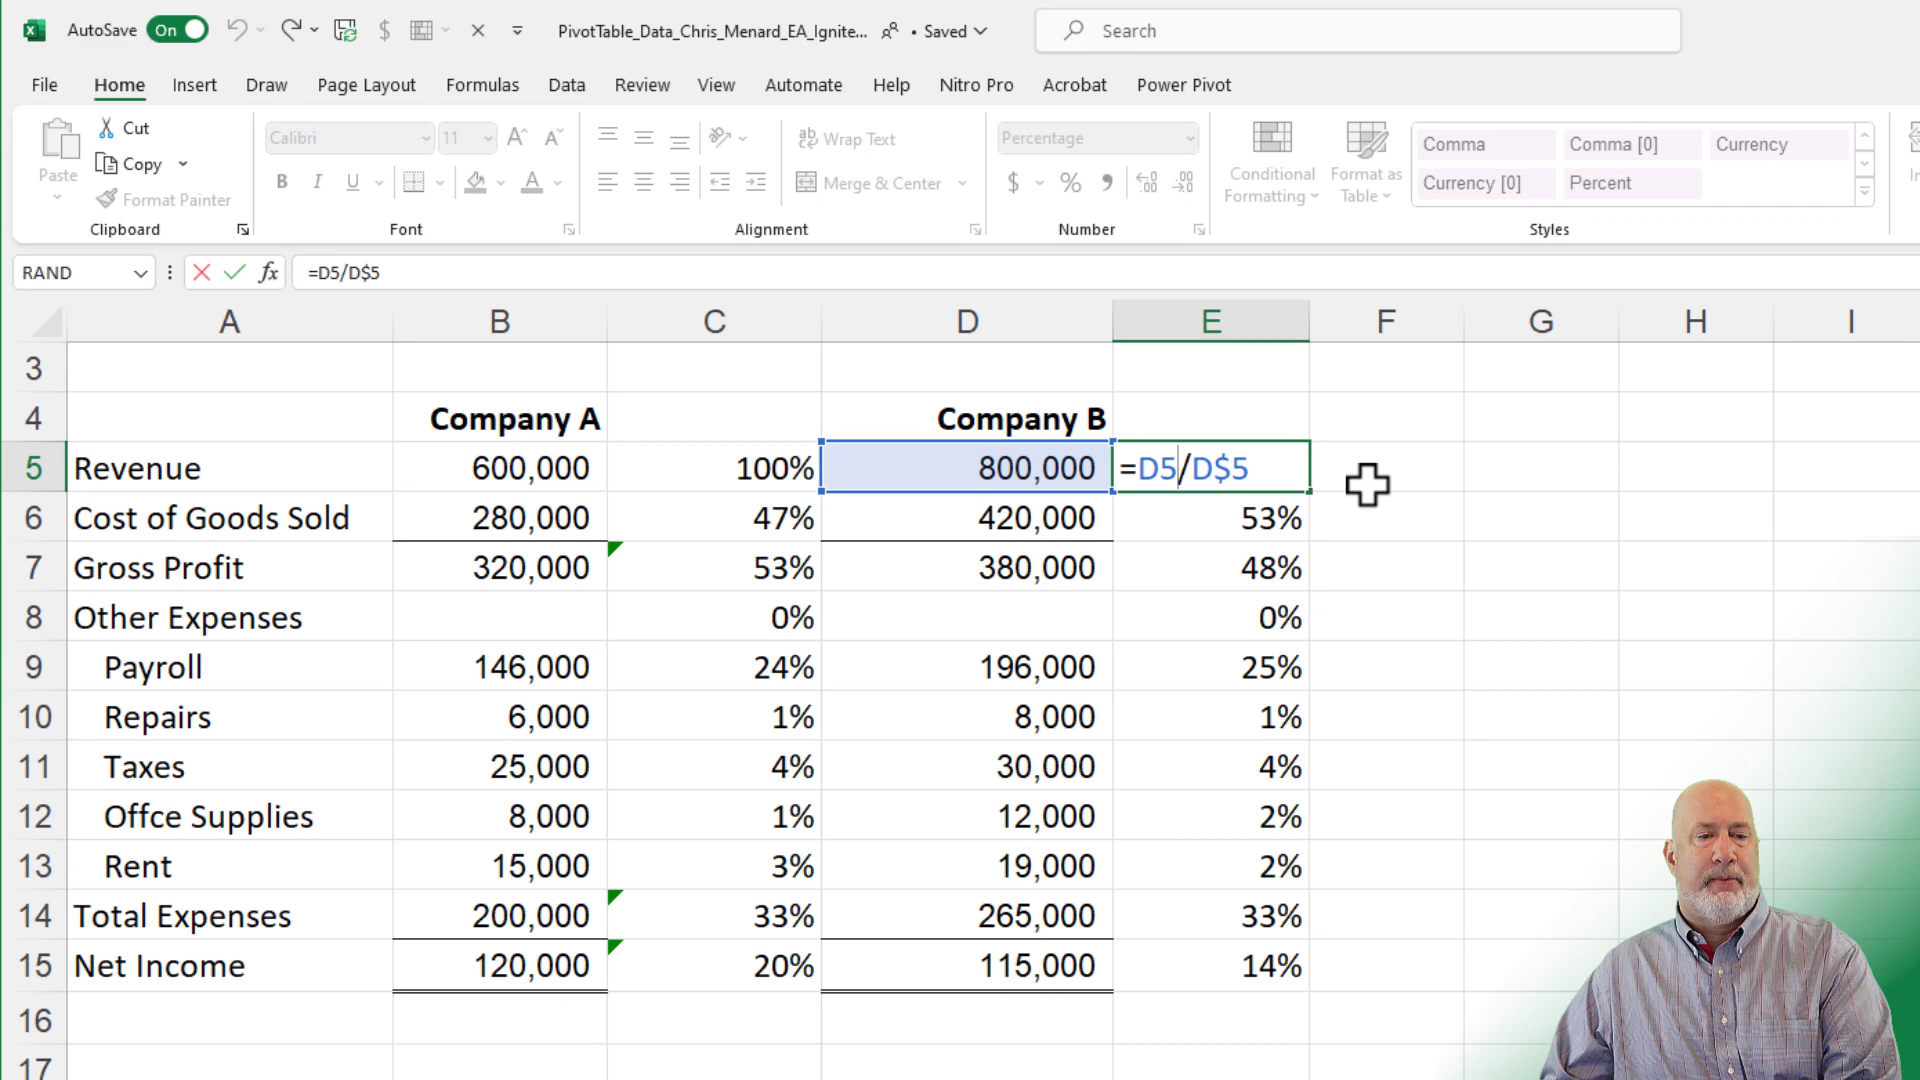 AutoSave On $ PivotTable_Data_Chris_Menard_EA_Ignite... • Saved Search
File Home Insert Draw Page Layout Formulas Data Review View Automate Help Nitro Pro Acrobat Power Pivot
Paste
Cut
Copy
Format Painter
Clipboard
Calibri 11 A A
B I U A
Font
Wrap Text
Merge & Center
Alignment
Percentage
$ % 9
Number
Conditional Formatting
Format as Table
Comma Comma [0] Currency
Currency [0] Percent
Styles
RAND fx =D5/D$5
A B C D E F G H I
3
4 Company A Company B
5 Revenue 600,000 100% 800,000 =D5/D$5
6 Cost of Goods Sold 280,000 47% 420,000 53%
7 Gross Profit 320,000 53% 380,000 48%
8 Other Expenses 0% 0%
9 Payroll 146,000 24% 196,000 25%
10 Repairs 6,000 1% 8,000 1%
11 Taxes 25,000 4% 30,000 4%
12 Offce Supplies 8,000 1% 12,000 2%
13 Rent 15,000 3% 19,000 2%
14 Total Expenses 200,000 33% 265,000 33%
15 Net Income 120,000 20% 115,000 14%
16
17